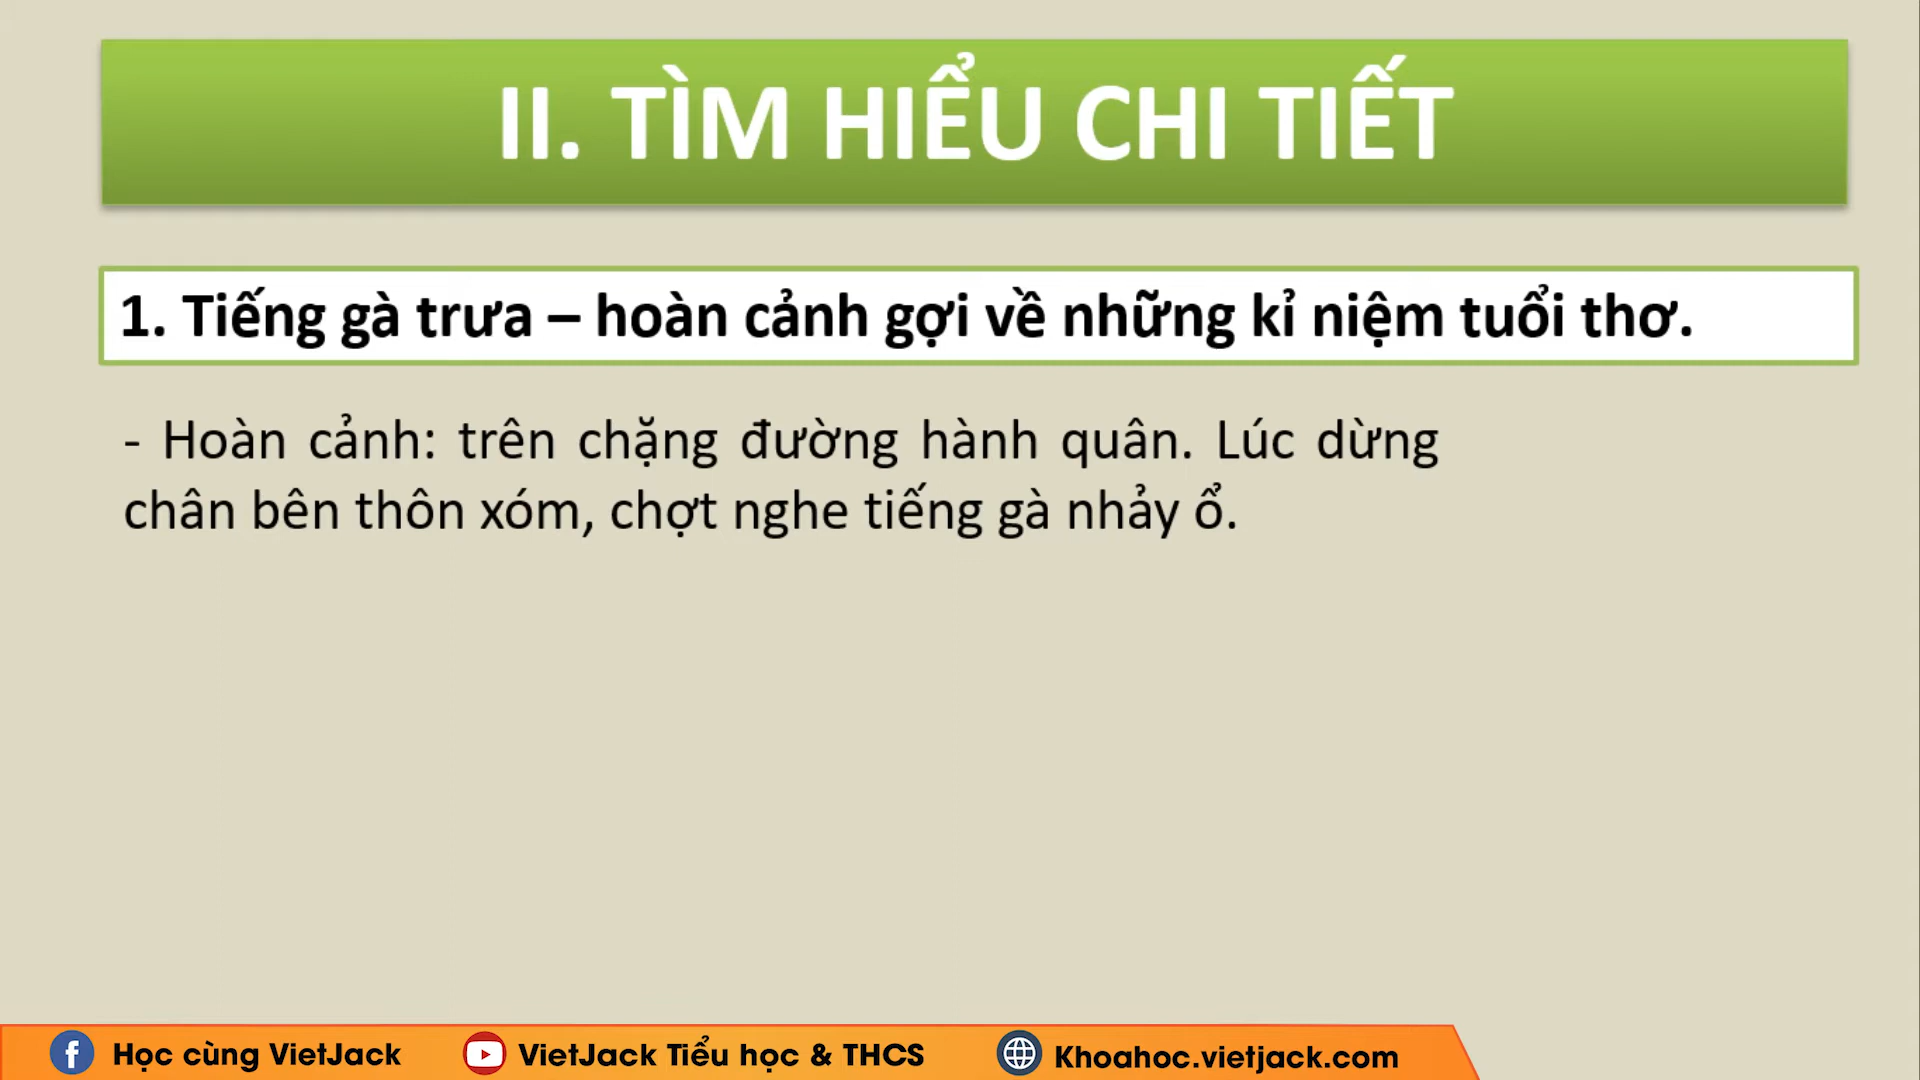 II. TÌM HIỂU CHI TIẾT
1. Tiếng gà trưa – hoàn cảnh gợi về những kỉ niệm tuổi thơ.
- Hoàn cảnh: trên chặng đường hành quân. Lúc dừng
chân bên thôn xóm, chợt nghe tiếng gà nhảy ổ.
Học cùng VietJack
VietJack Tiểu học & THCS
Khoahoc.vietjack.com